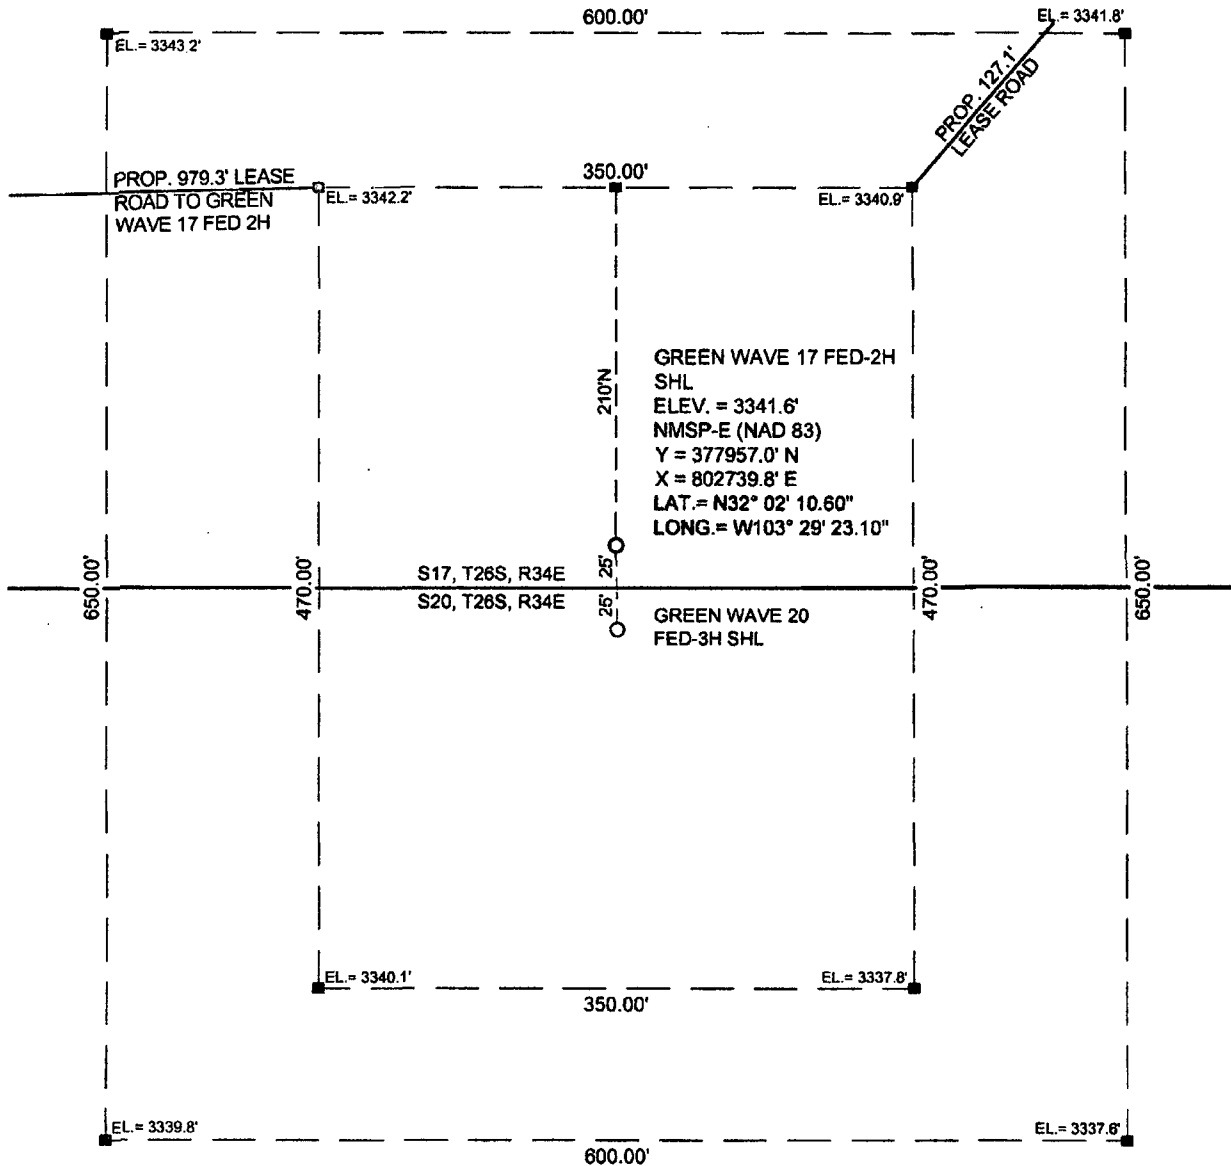 600.00'
EL.= 3341.8'
EL.= 3343.2'
PROP. 127.1'
LEASE ROAD
PROP. 979.3' LEASE
ROAD TO GREEN
WAVE 17 FED 2H
350.00'
EL.= 3342.2'
EL.= 3340.9'
210'N
GREEN WAVE 17 FED-2H
SHL
ELEV. = 3341.6'
NMSP-E (NAD 83)
Y = 377957.0' N
X = 802739.8' E
LAT.= N32° 02' 10.60"
LONG.= W103° 29' 23.10"
650.00'
470.00'
S17, T26S, R34E
25'
470.00'
650.00'
S20, T26S, R34E
25'
GREEN WAVE 20
FED-3H SHL
EL.= 3340.1'
EL.= 3337.8'
350.00'
EL.= 3339.8'
EL.= 3337.6'
600.00'